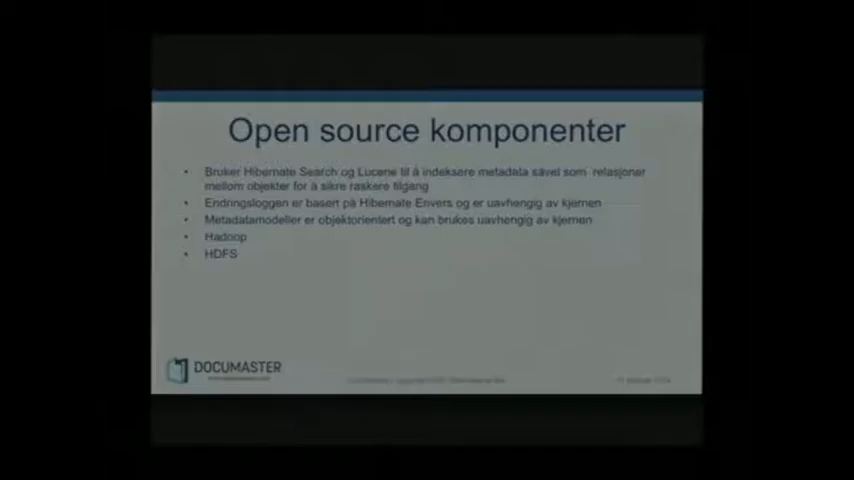 Open source komponenter
• Bruker Hibernate Search og Lucene til å indeksere metadata såvel som relasjoner
mellom objekter for å sikre raskere tilgang
• Endringsloggen er basert på Hibernate Envers og er uavhengig av kjernen
• Metadatamodeller er objektorientert og kan brukes uavhengig av kjernen
• Hadoop
• HDFS
DOCUMASTER